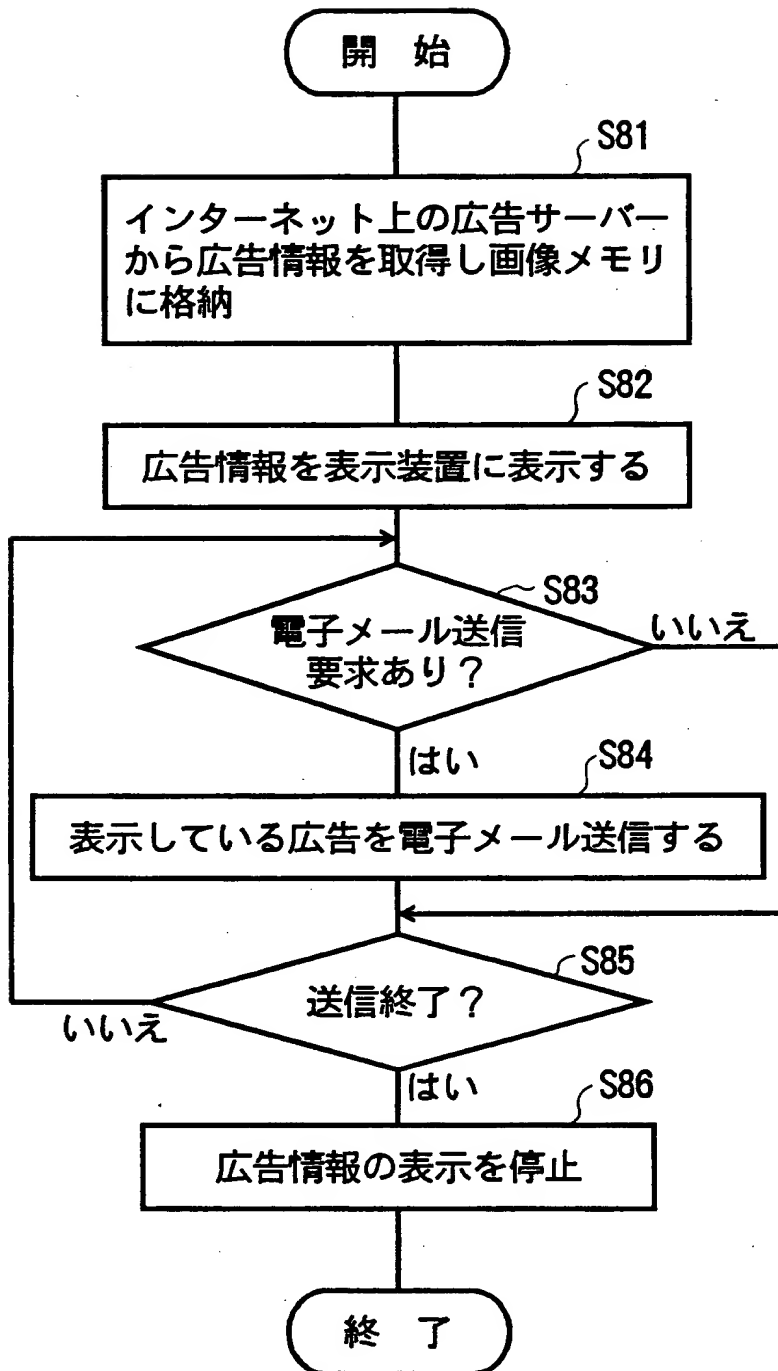 開 始
S81
インターネット上の広告サーバー
から広告情報を取得し画像メモリ
に格納
S82
広告情報を表示装置に表示する
S83
電子メール送信
要求あり？
いいえ
はい
S84
表示している広告を電子メール送信する
S85
送信終了？
いいえ
はい
S86
広告情報の表示を停止
終 了